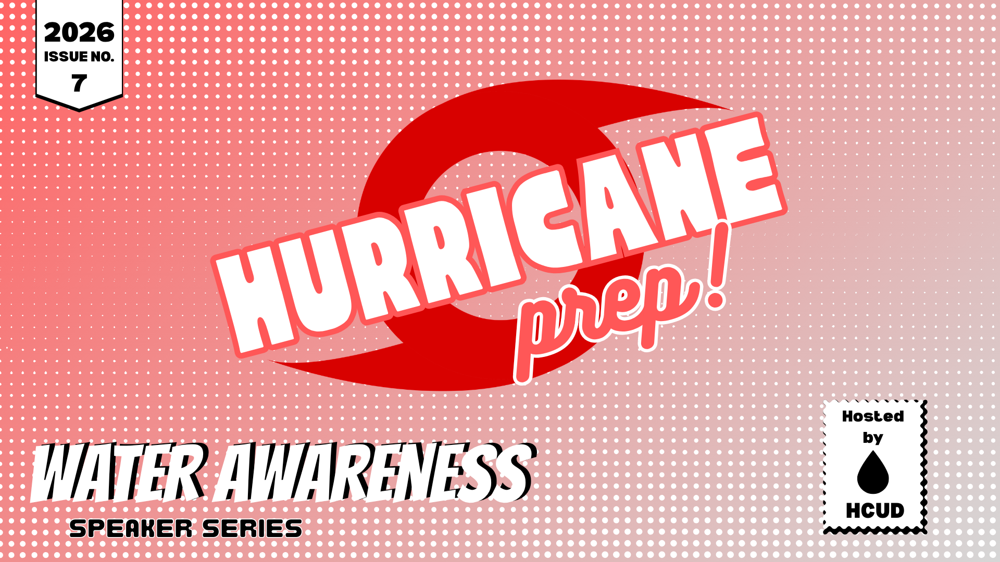 2026
ISSUE NO.
7
HURRICANE
prep!
WATER AWARENESS
SPEAKER SERIES
Hosted
by
HCUD